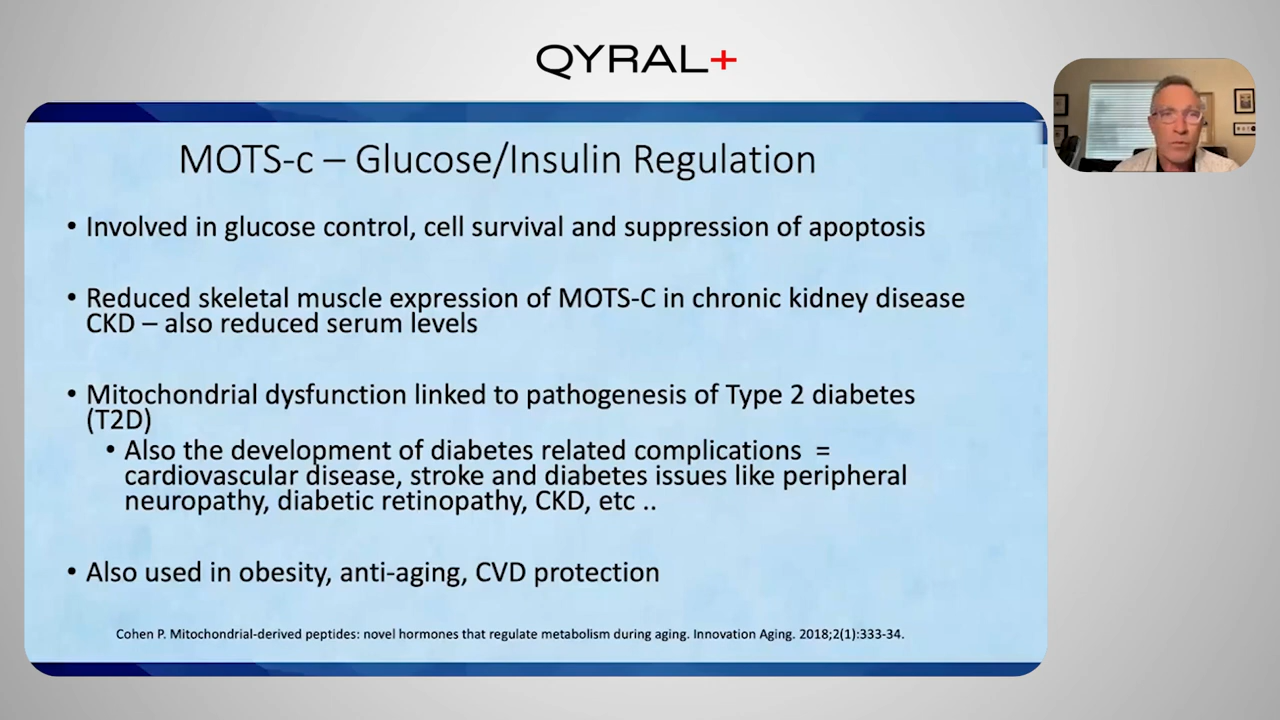 QYRAL+
MOTS-c – Glucose/Insulin Regulation
• Involved in glucose control, cell survival and suppression of apoptosis
• Reduced skeletal muscle expression of MOTS-C in chronic kidney disease
CKD – also reduced serum levels
• Mitochondrial dysfunction linked to pathogenesis of Type 2 diabetes
(T2D)
• Also the development of diabetes related complications =
cardiovascular disease, stroke and diabetes issues like peripheral
neuropathy, diabetic retinopathy, CKD, etc ..
• Also used in obesity, anti-aging, CVD protection
Cohen P. Mitochondrial-derived peptides: novel hormones that regulate metabolism during aging. Innovation Aging. 2018;2(1):333-34.